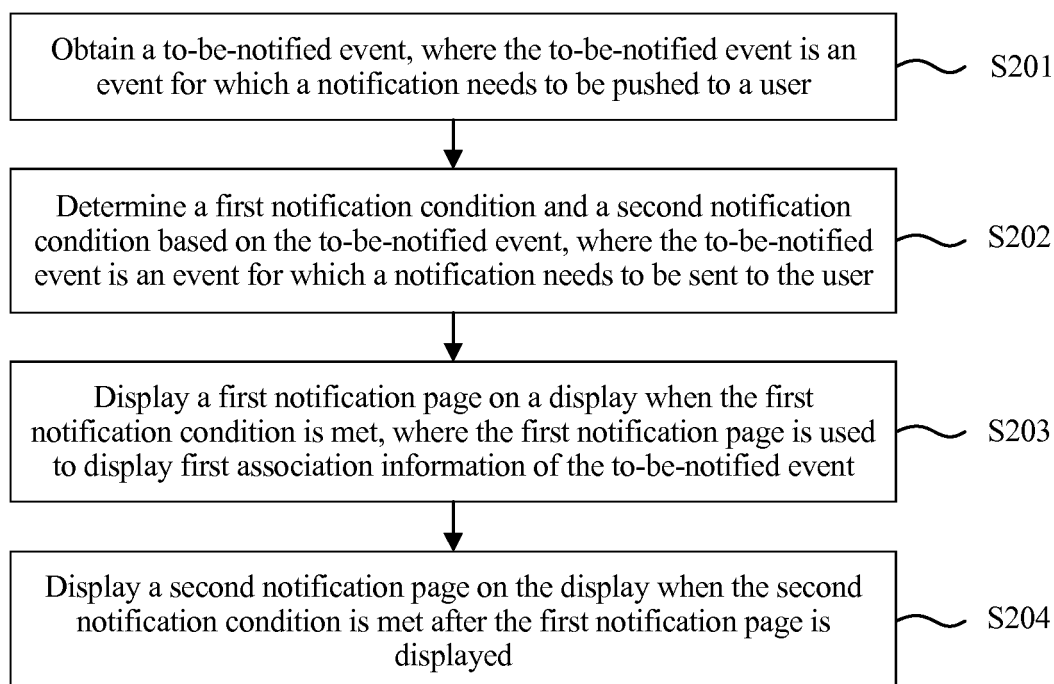 Obtain a to-be-notified event, where the to-be-notified event is an
event for which a notification needs to be pushed to a user
S201
Determine a first notification condition and a second notification
condition based on the to-be-notified event, where the to-be-notified
event is an event for which a notification needs to be sent to the user
S202
Display a first notification page on a display when the first
notification condition is met, where the first notification page is used
to display first association information of the to-be-notified event
S203
Display a second notification page on the display when the second
notification condition is met after the first notification page is
displayed
S204